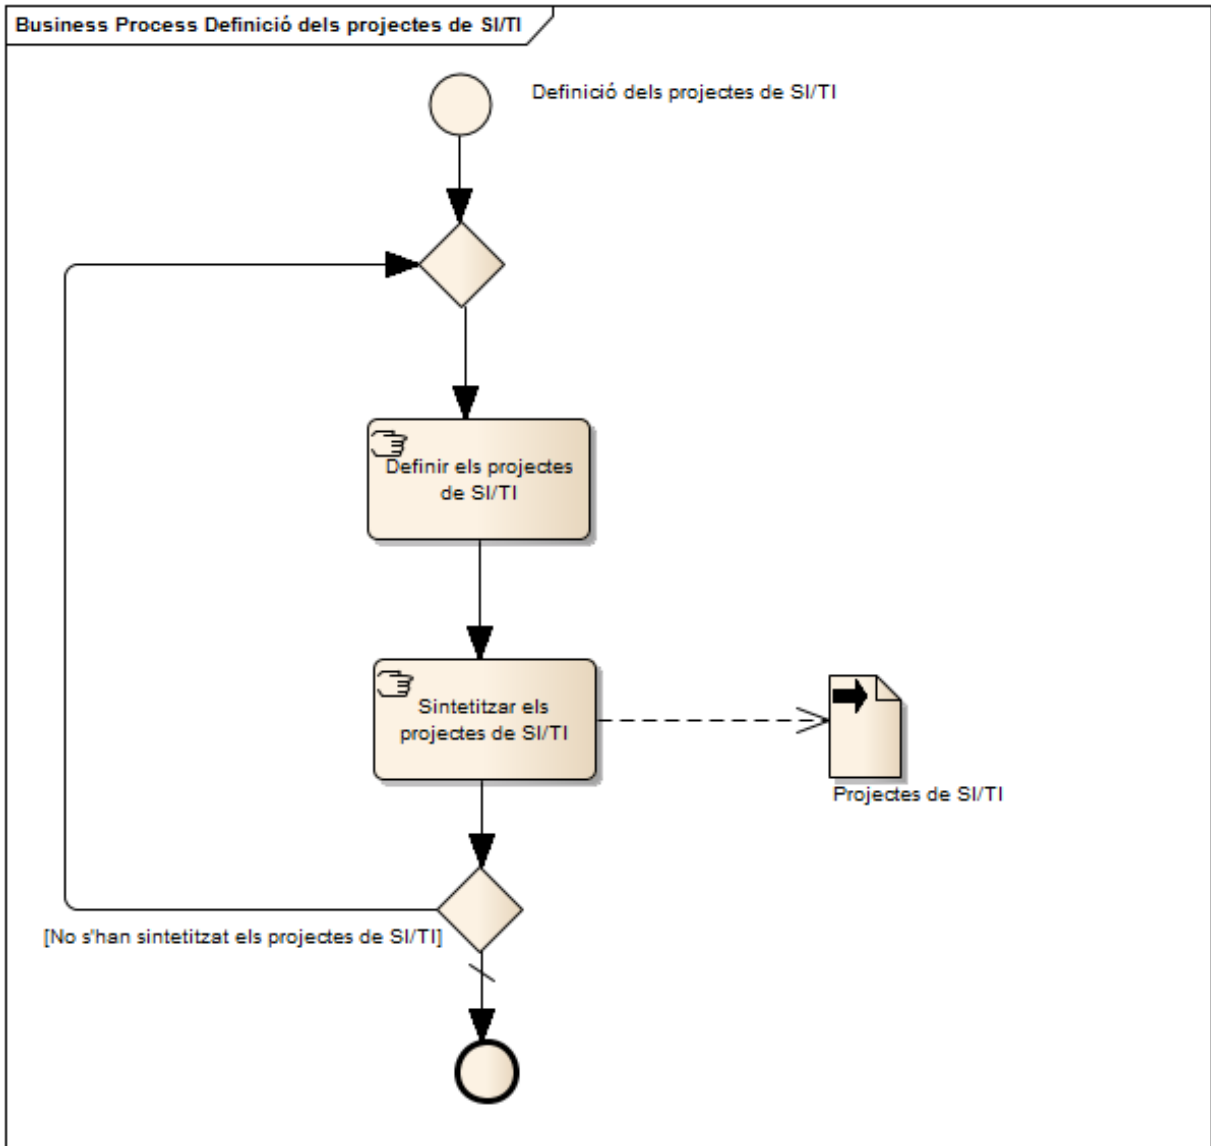 Business Process Definició dels projectes de SI/TI
Definició dels projectes de SI/TI
Definir els projectes
de SI/TI
Sintetitzar els
projectes de SI/TI
Projectes de SI/TI
[No s'han sintetitzat els projectes de SI/TI]